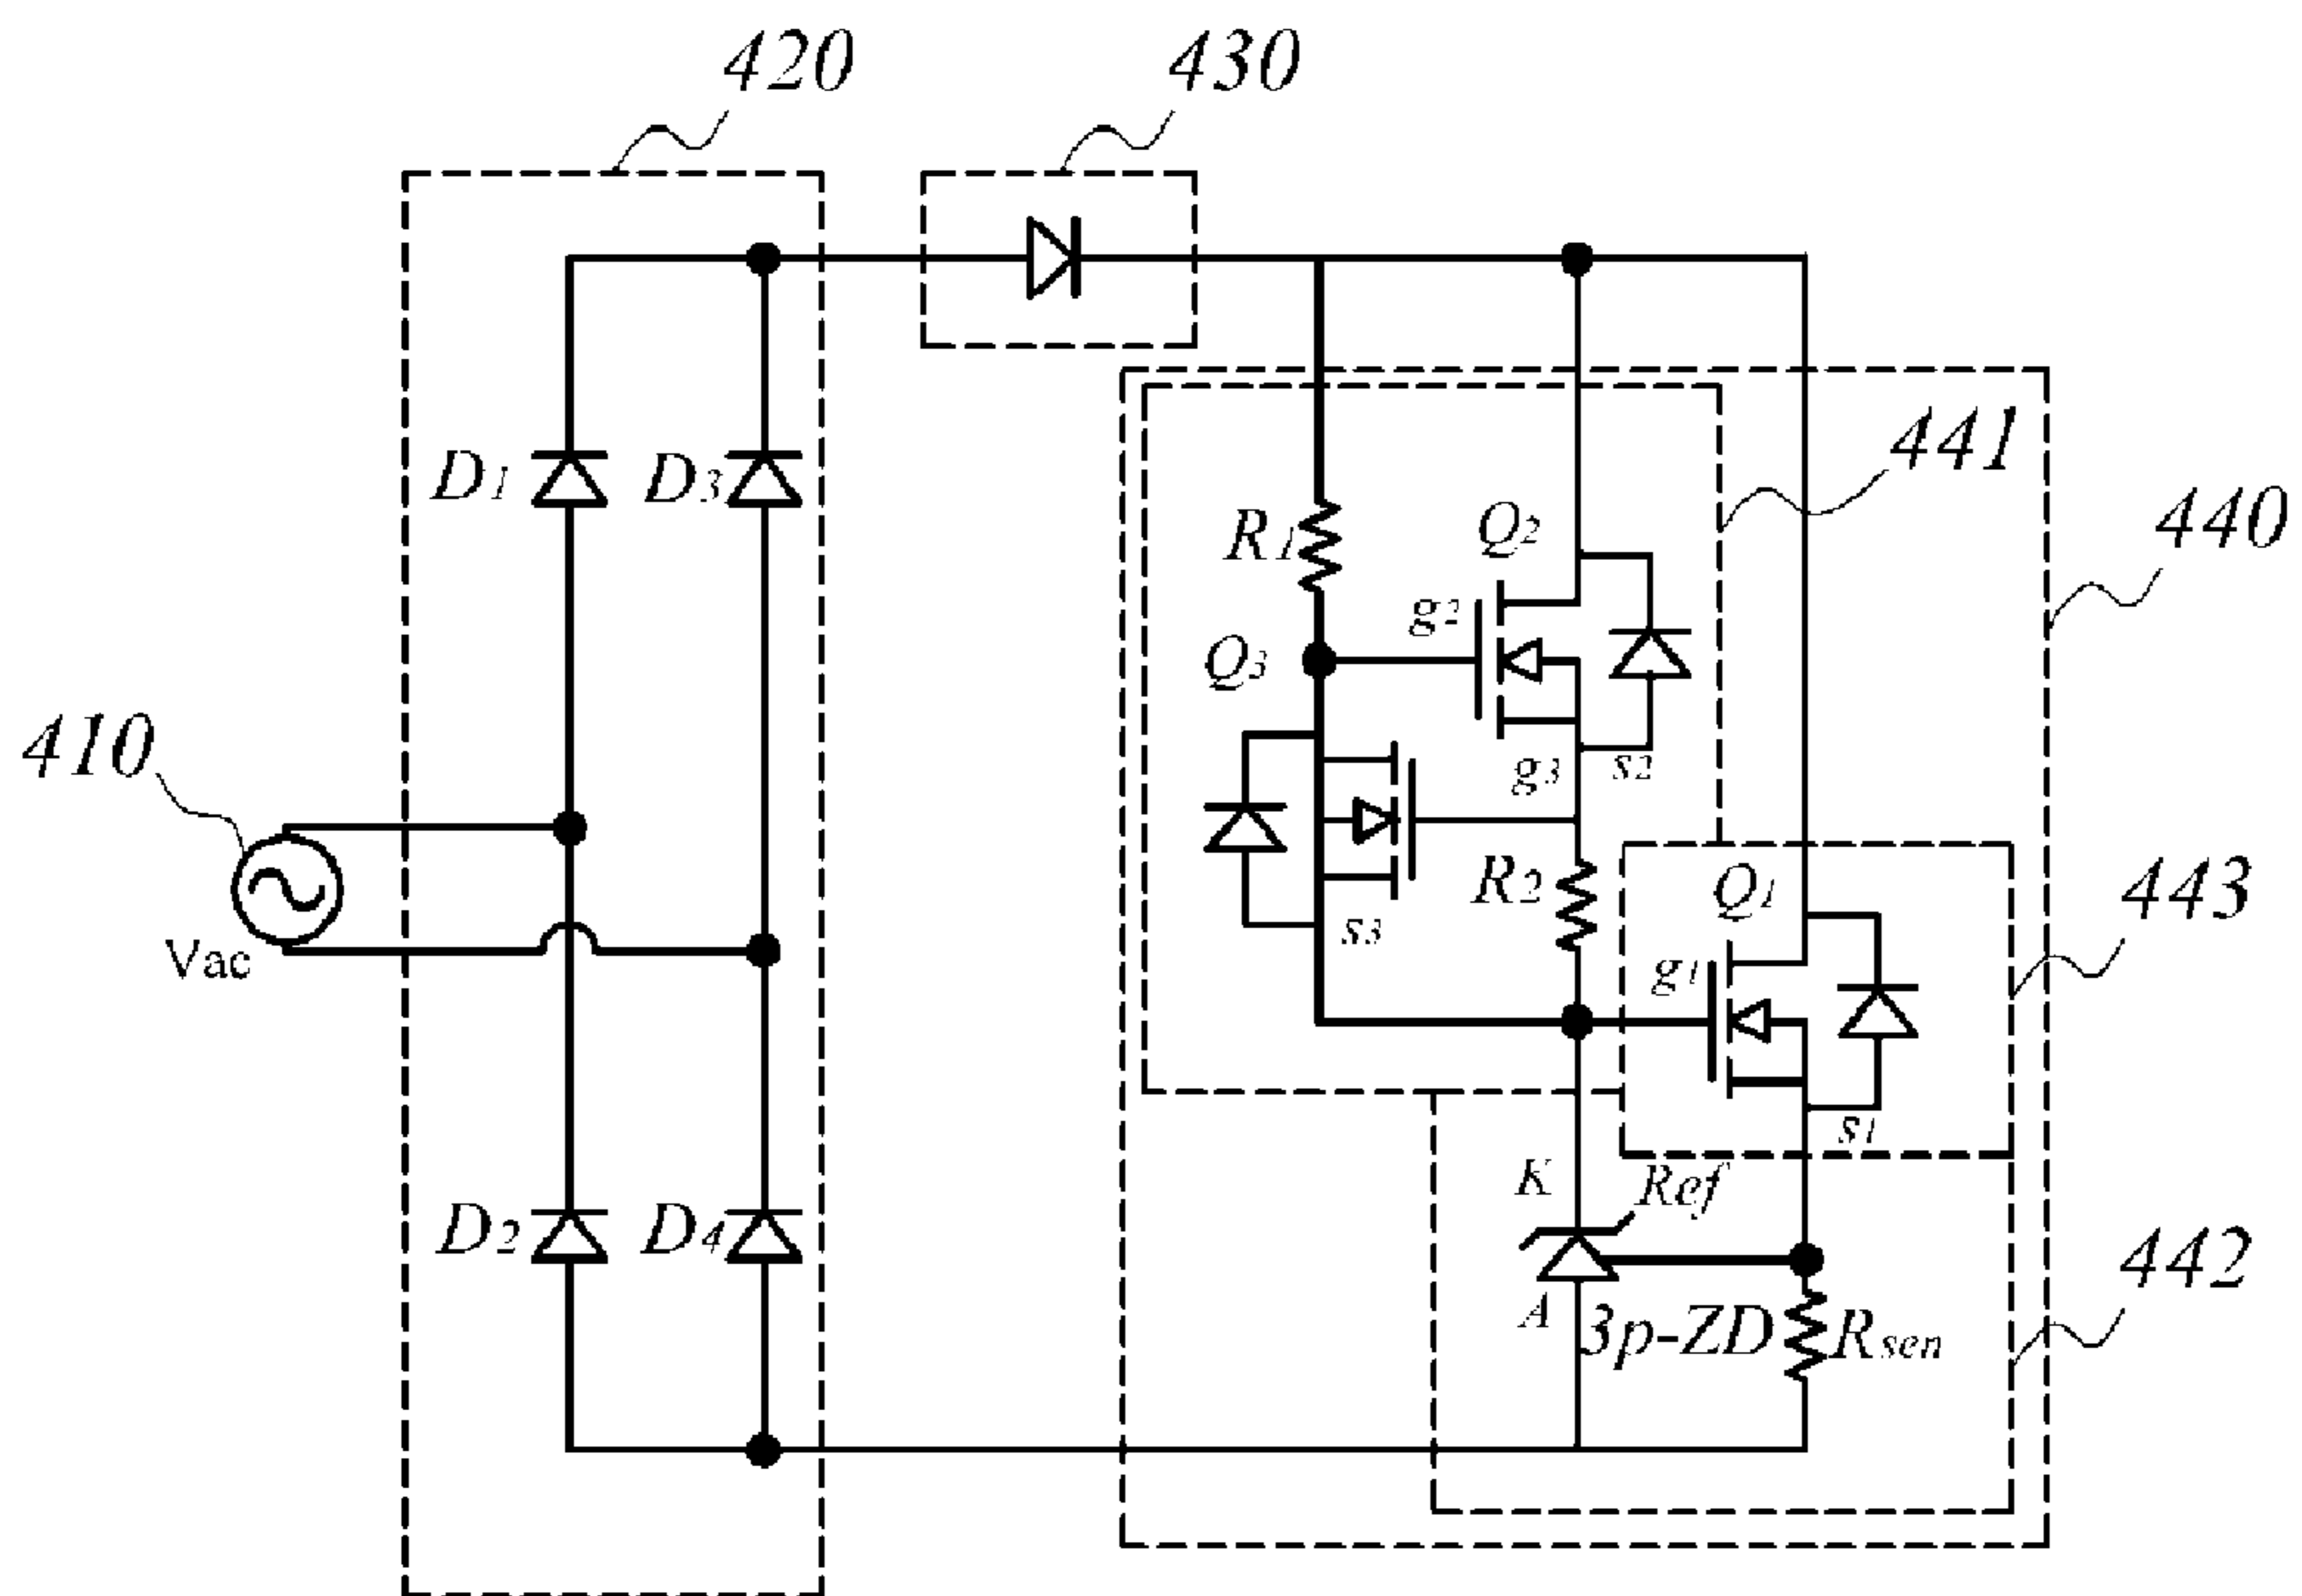 420
430
441
440
D1
D3
R1
Q2
g2
Q3
410
g3
s2
Vac
R2
Q1
443
s3
g1
s1
K
Ref
D2
D4
442
A
3p-ZD
Rsen